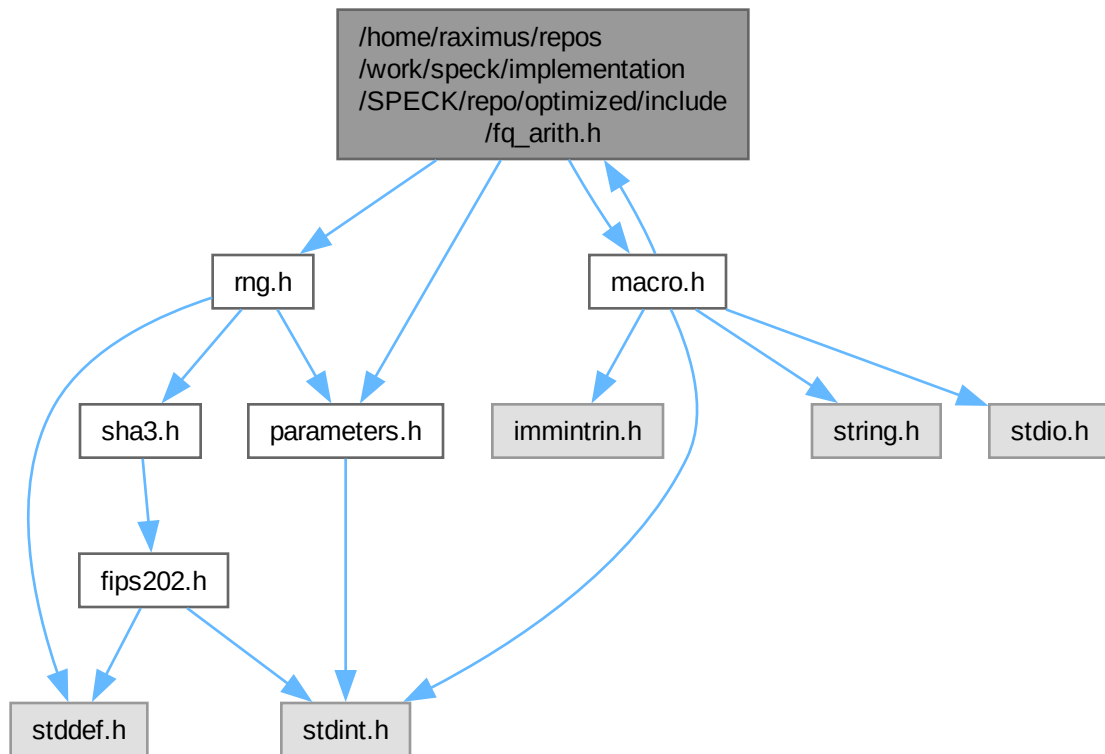 /home/raximus/repos
/work/speck/implementation
/SPECK/repo/optimized/include
/fq_arith.h
rng.h
macro.h
sha3.h
parameters.h
immintrin.h
string.h
stdio.h
fips202.h
stddef.h
stdint.h